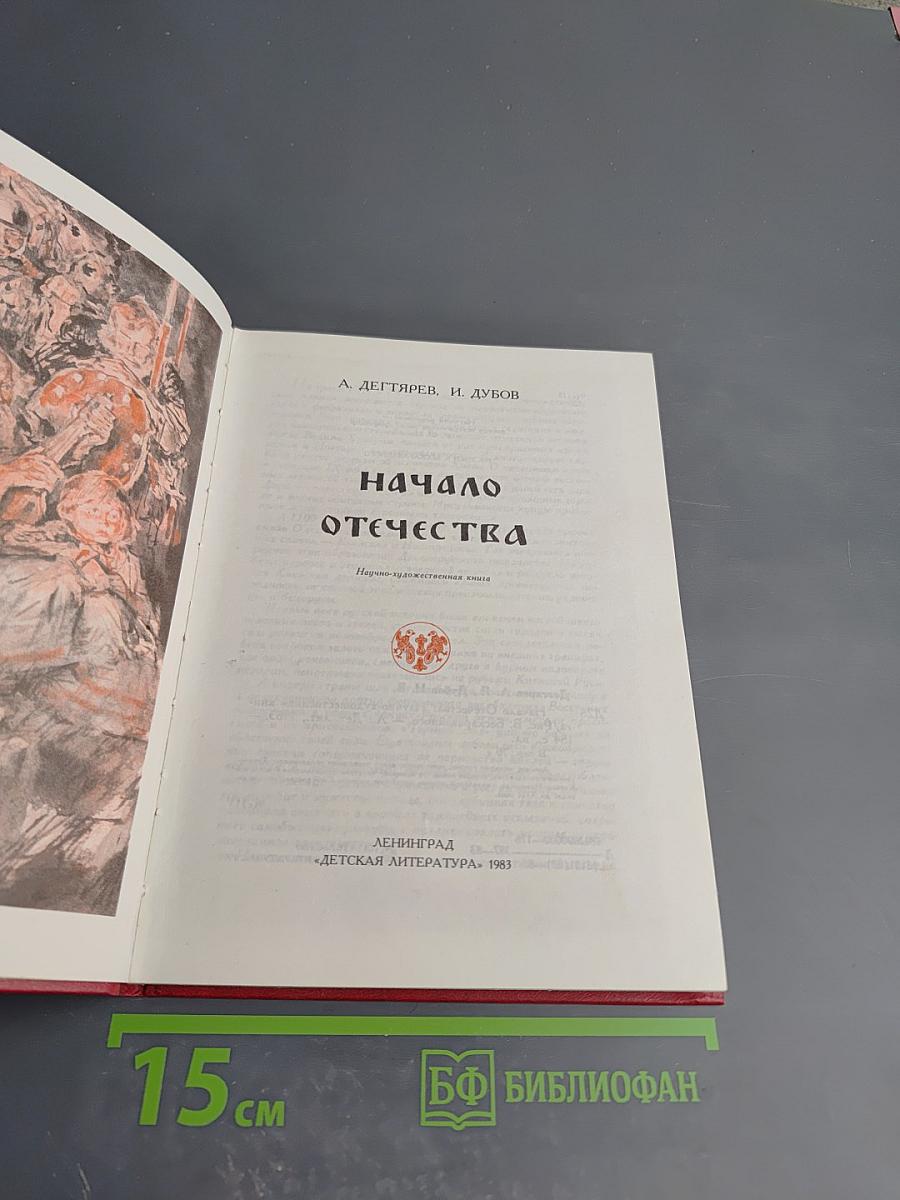 А. ДЕГТЯРЕВ, И. ДУБОВ
НАЧАЛО
ОТЕЧЕСТВА
Научно-художественная книга
ЛЕНИНГРАД
«ДЕТСКАЯ ЛИТЕРАТУРА» 1983
15 см
БФ БИБЛИОФАН